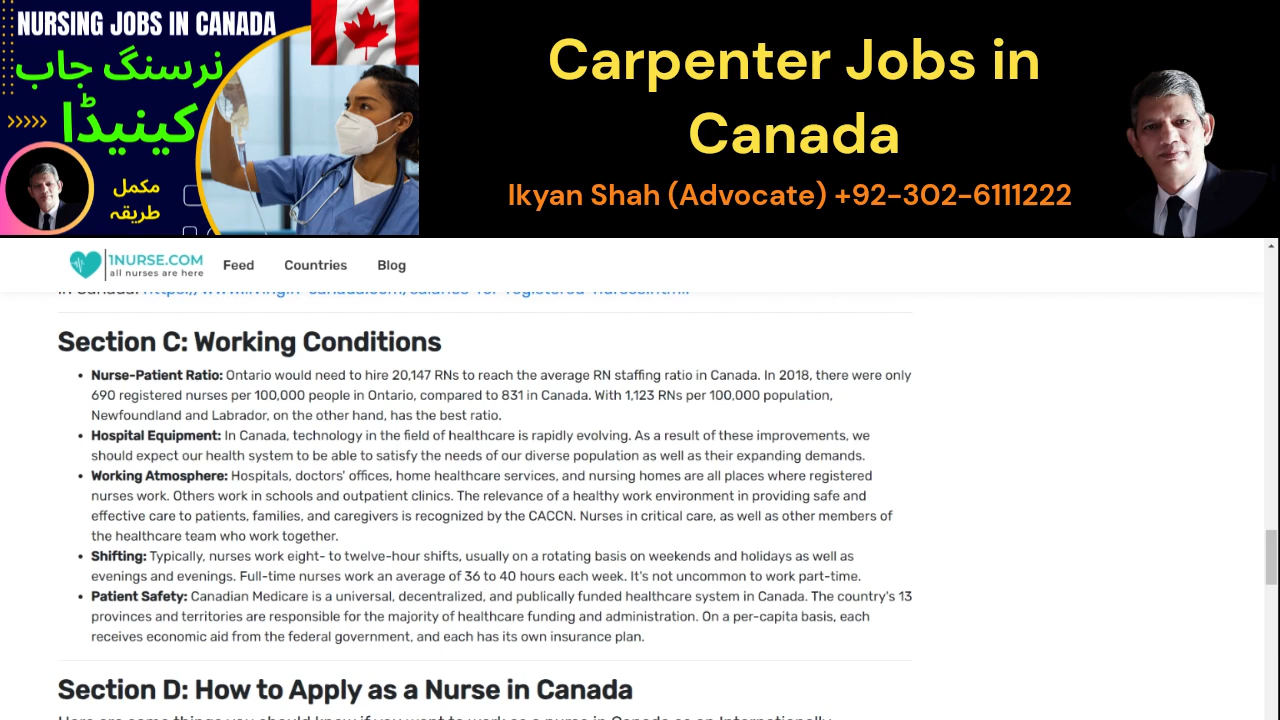 NURSING JOBS IN CANADA
نرسنگ جاب
کینیڈا
مکمل
طریقہ
Carpenter Jobs in
Canada
Ikyan Shah (Advocate) +92-302-6111222
1NURSE.COM
all nurses are here
Feed Countries Blog
Section C: Working Conditions
• Nurse-Patient Ratio: Ontario would need to hire 20,147 RNs to reach the average RN staffing ratio in Canada. In 2018, there were only
690 registered nurses per 100,000 people in Ontario, compared to 831 in Canada. With 1,123 RNs per 100,000 population,
Newfoundland and Labrador, on the other hand, has the best ratio.
• Hospital Equipment: In Canada, technology in the field of healthcare is rapidly evolving. As a result of these improvements, we
should expect our health system to be able to satisfy the needs of our diverse population as well as their expanding demands.
• Working Atmosphere: Hospitals, doctors' offices, home healthcare services, and nursing homes are all places where registered
nurses work. Others work in schools and outpatient clinics. The relevance of a healthy work environment in providing safe and
effective care to patients, families, and caregivers is recognized by the CACCN. Nurses in critical care, as well as other members of
the healthcare team who work together.
• Shifting: Typically, nurses work eight- to twelve-hour shifts, usually on a rotating basis on weekends and holidays as well as
evenings and evenings. Full-time nurses work an average of 36 to 40 hours each week. It's not uncommon to work part-time.
• Patient Safety: Canadian Medicare is a universal, decentralized, and publically funded healthcare system in Canada. The country's 13
provinces and territories are responsible for the majority of healthcare funding and administration. On a per-capita basis, each
receives economic aid from the federal government, and each has its own insurance plan.
Section D: How to Apply as a Nurse in Canada